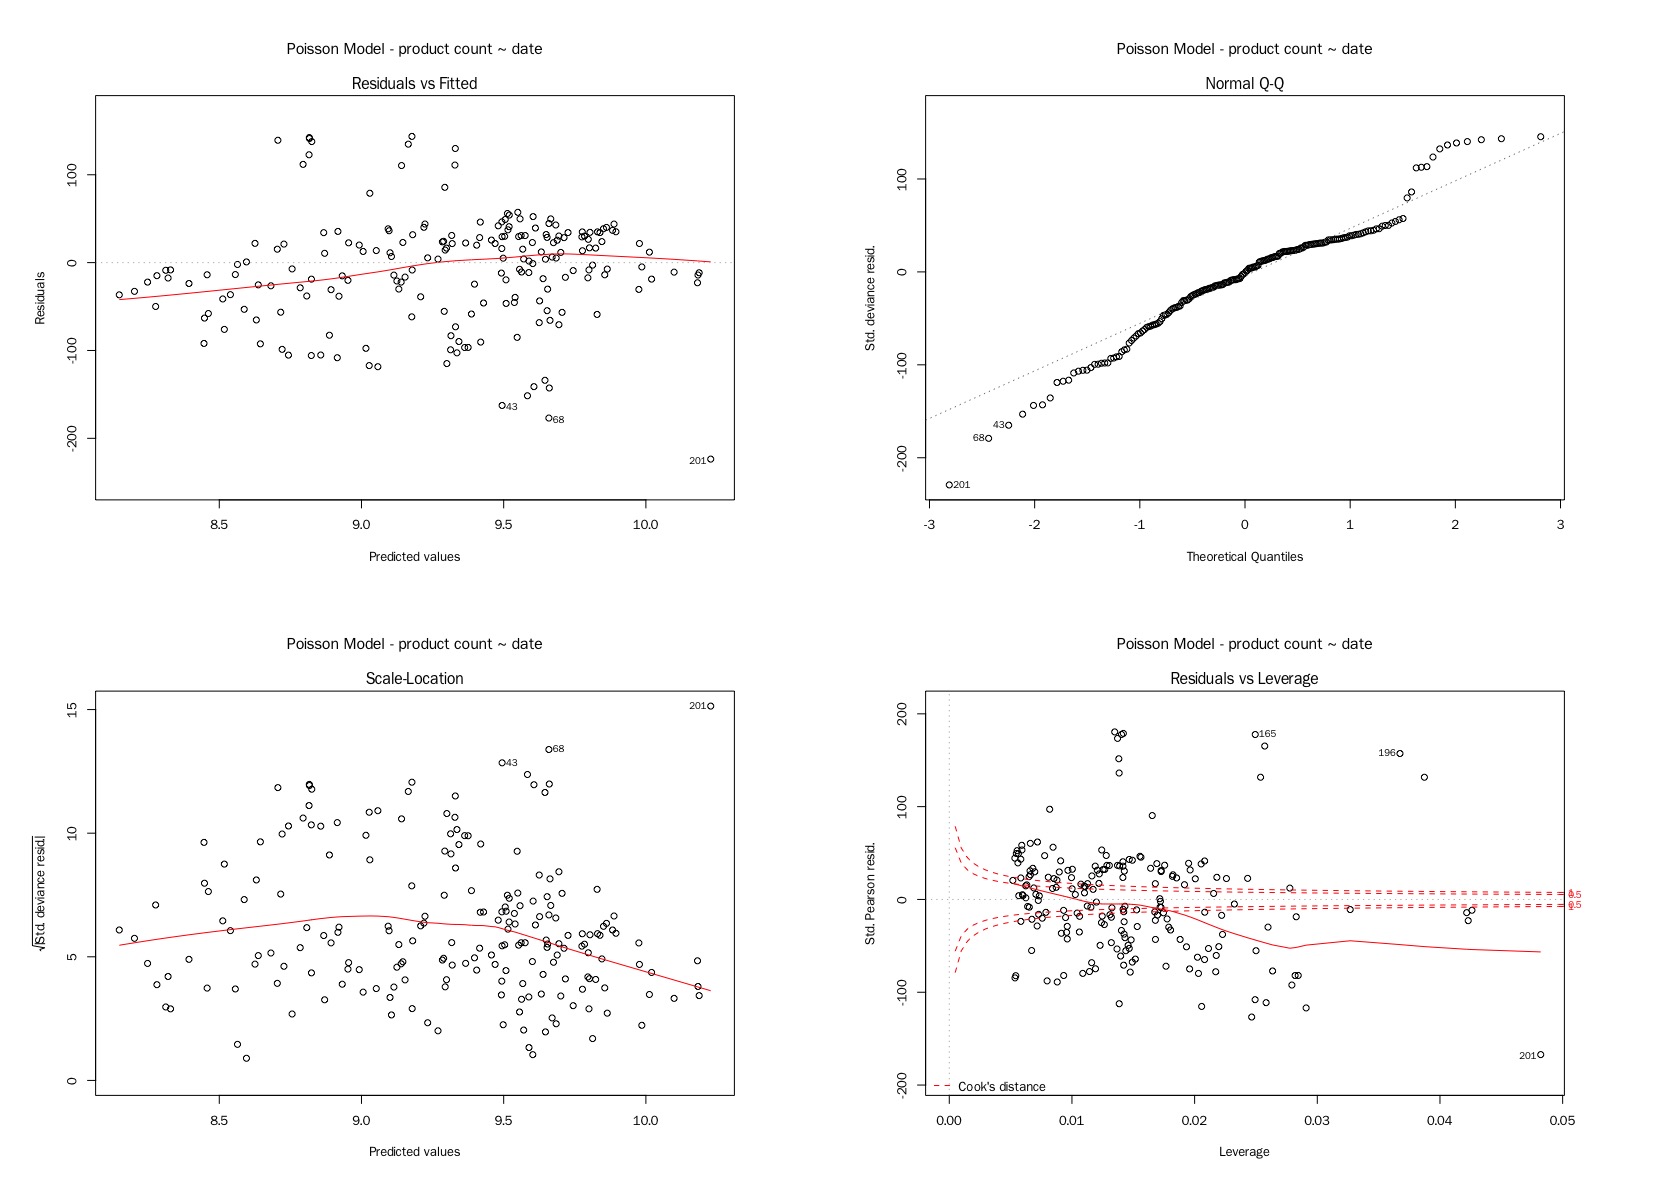 Poisson Model - product count ~ date
Residuals vs Fitted
Residuals
100
0
-100
-200
43
68
201
8.5 9.0 9.5 10.0
Predicted values
Poisson Model - product count ~ date
Normal Q-Q
Std. deviance resid.
100
0
-100
-200
43
68
201
-3 -2 -1 0 1 2 3
Theoretical Quantiles
Poisson Model - product count ~ date
Scale-Location
√|Std. deviance resid.|
15
10
5
0
201
68
43
8.5 9.0 9.5 10.0
Predicted values
Poisson Model - product count ~ date
Residuals vs Leverage
Std. Pearson resid.
200
100
0
-100
-200
165
196
201
0.5
0.5
Cook's distance
0.00 0.01 0.02 0.03 0.04 0.05
Leverage